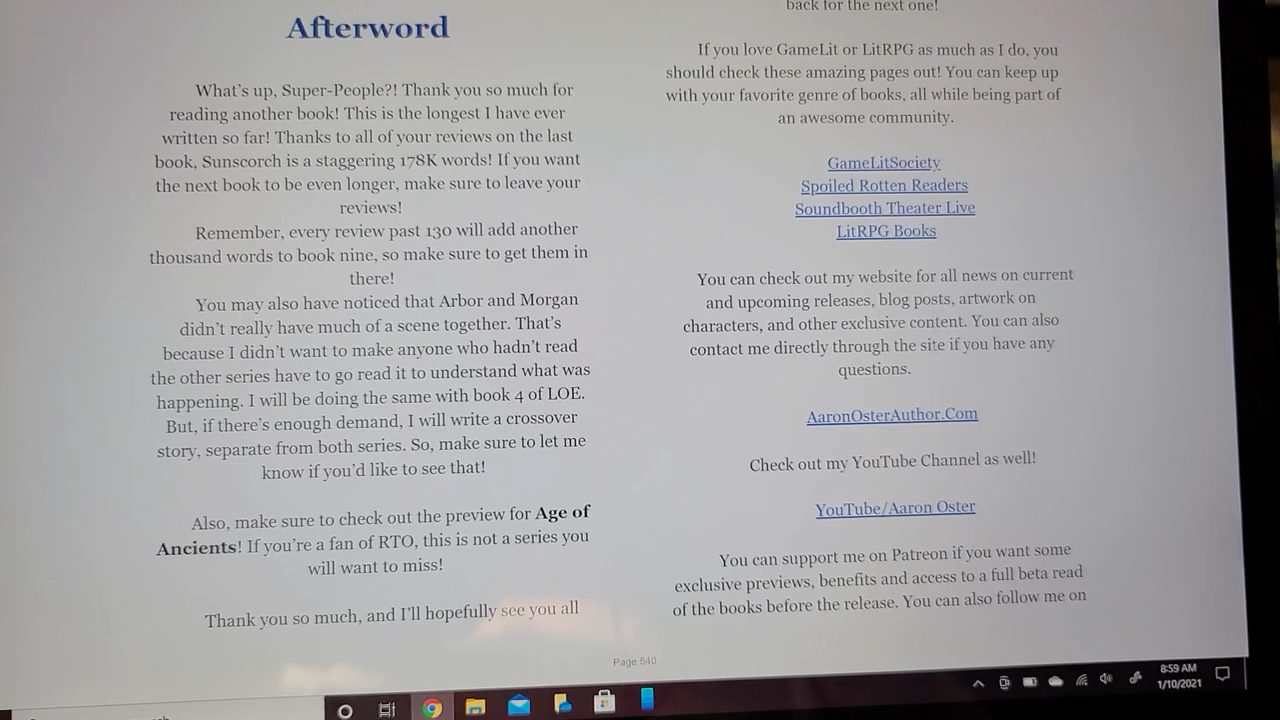 Afterword
What's up, Super-People?! Thank you so much for
reading another book! This is the longest I have ever
written so far! Thanks to all of your reviews on the last
book, Sunscorch is a staggering 178K words! If you want
the next book to be even longer, make sure to leave your
reviews!
Remember, every review past 130 will add another
thousand words to book nine, so make sure to get them in
there!
You may also have noticed that Arbor and Morgan
didn't really have much of a scene together. That's
because I didn't want to make anyone who hadn't read
the other series have to go read it to understand what was
happening. I will be doing the same with book 4 of LOE.
But, if there's enough demand, I will write a crossover
story, separate from both series. So, make sure to let me
know if you'd like to see that!
Also, make sure to check out the preview for Age of
Ancients! If you're a fan of RTO, this is not a series you
will want to miss!
Thank you so much, and I'll hopefully see you all
back for the next one!
If you love GameLit or LitRPG as much as I do, you
should check these amazing pages out! You can keep up
with your favorite genre of books, all while being part of
an awesome community.
GameLitSociety
Spoiled Rotten Readers
Soundbooth Theater Live
LitRPG Books
You can check out my website for all news on current
and upcoming releases, blog posts, artwork on
characters, and other exclusive content. You can also
contact me directly through the site if you have any
questions.
AaronOsterAuthor.Com
Check out my YouTube Channel as well!
YouTube/Aaron Oster
You can support me on Patreon if you want some
exclusive previews, benefits and access to a full beta read
of the books before the release. You can also follow me on
Page 540
8:59 AM
1/10/2021